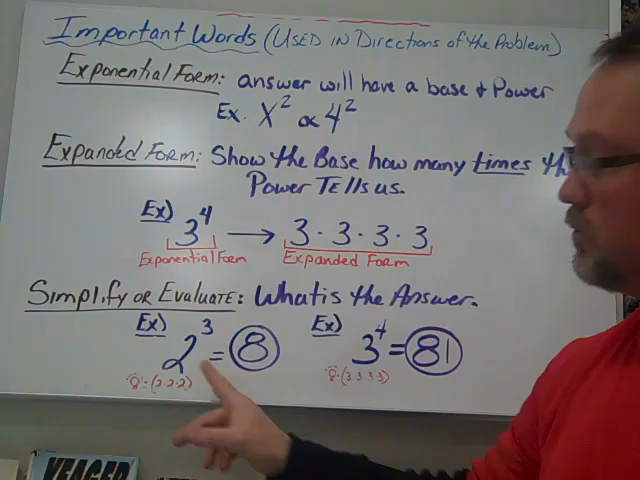 Important Words (Used in Directions of the Problem)
Exponential Form: answer will have a base & Power
Ex. X² or 4²
Expanded Form: Show the Base how many times th
Power Tells us.
Ex) 3⁴ → 3 · 3 · 3 · 3
Exponential Form Expanded Form
Simplify or Evaluate: What is the Answer.
Ex) 2³ = 8 Ex) 3⁴ = 81
(2·2·2) (3·3·3·3)
YEAGER